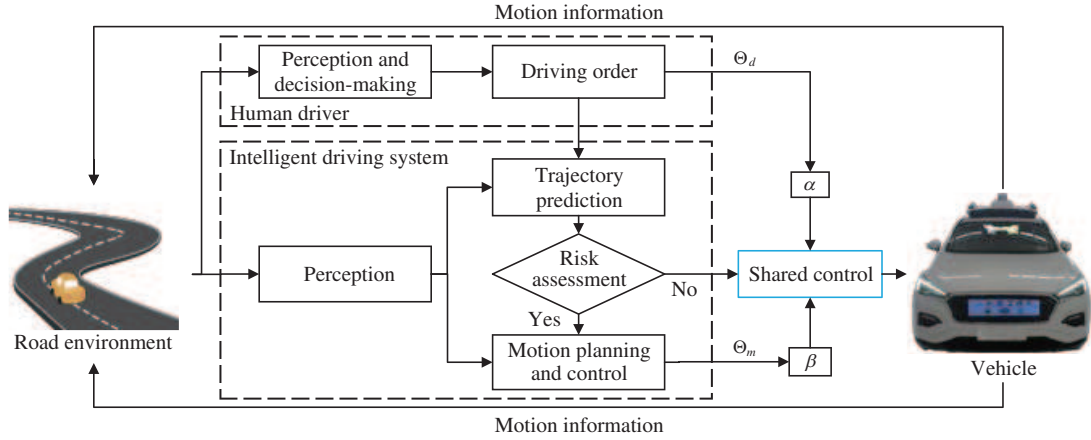 Motion information
Perception and
decision-making
Driving order
Θd
Human driver
Intelligent driving system
Trajectory
prediction
α
Perception
Risk
assessment
No
Shared control
Yes
Road environment
Motion planning
and control
Θm
β
Vehicle
Motion information